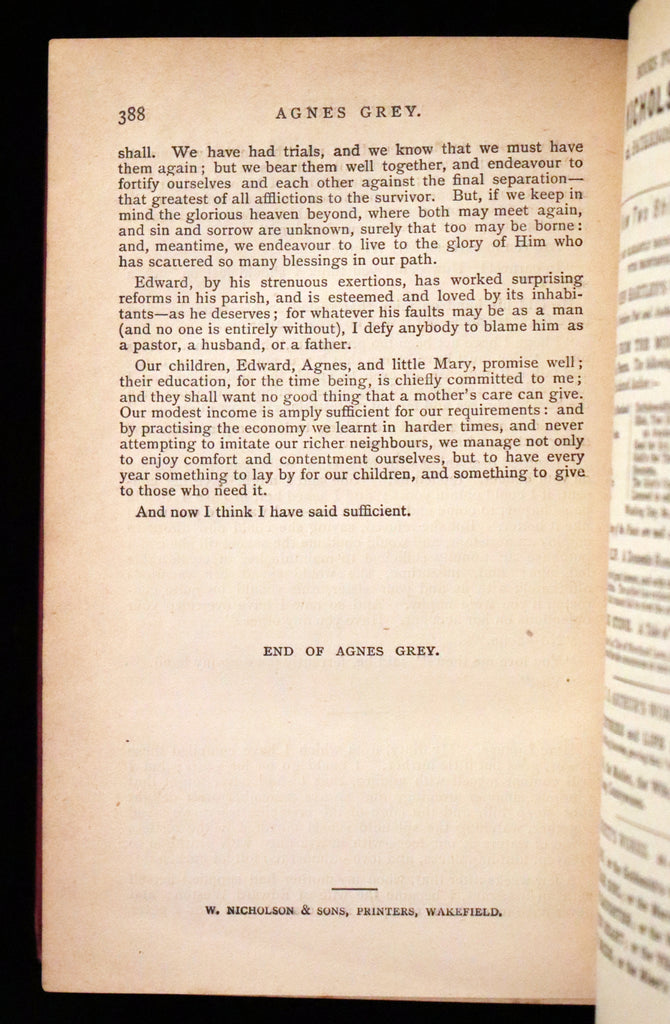 388
AGNES GREY.
shall. We have had trials, and we know that we must have
them again; but we bear them well together, and endeavour to
fortify ourselves and each other against the final separation—
that greatest of all afflictions to the survivor. But, if we keep in
mind the glorious heaven beyond, where both may meet again,
and sin and sorrow are unknown, surely that too may be borne:
and, meantime, we endeavour to live to the glory of Him who
has scattered so many blessings in our path.
Edward, by his strenuous exertions, has worked surprising
reforms in his parish, and is esteemed and loved by its inhabi-
tants—as he deserves; for whatever his faults may be as a man
(and no one is entirely without), I defy anybody to blame him as
a pastor, a husband, or a father.
Our children, Edward, Agnes, and little Mary, promise well;
their education, for the time being, is chiefly committed to me;
and they shall want no good thing that a mother's care can give.
Our modest income is amply sufficient for our requirements: and
by practising the economy we learnt in harder times, and never
attempting to imitate our richer neighbours, we manage not only
to enjoy comfort and contentment ourselves, but to have every
year something to lay by for our children, and something to give
to those who need it.
And now I think I have said sufficient.
END OF AGNES GREY.
W. NICHOLSON & SONS, PRINTERS, WAKEFIELD.